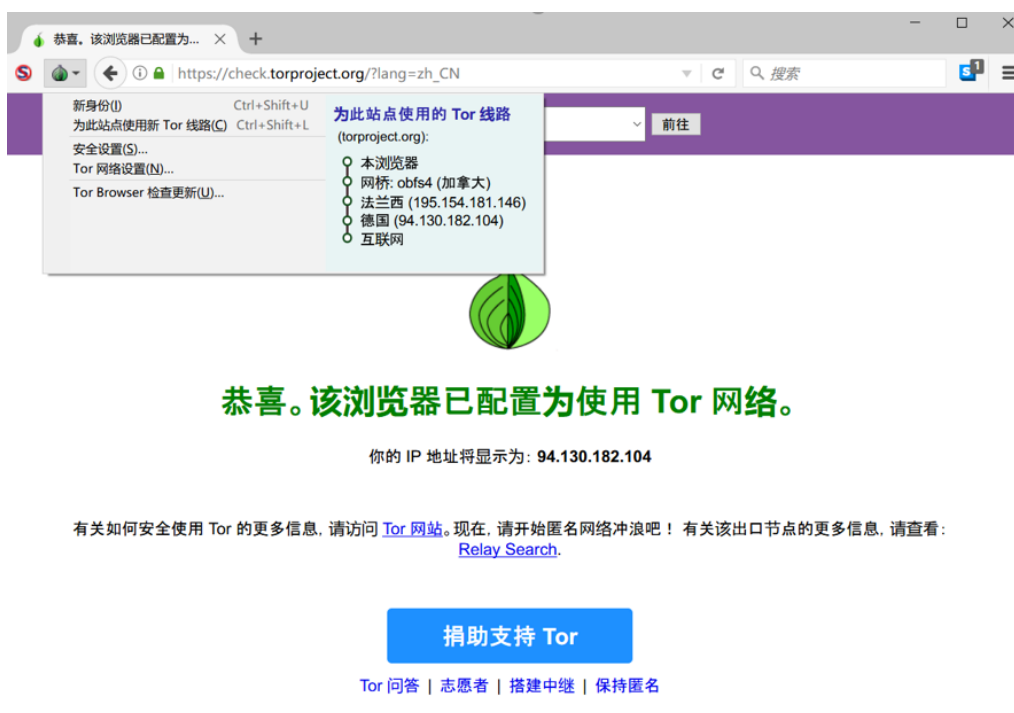 恭喜。该浏览器已配置为...
https://check.torproject.org/?lang=zh_CN
搜索
S
1
新身份(I) Ctrl+Shift+U
为此站点使用新 Tor 线路(C) Ctrl+Shift+L
安全设置(S)...
Tor 网络设置(N)...
Tor Browser 检查更新(U)...
为此站点使用的 Tor 线路
(torproject.org):
本浏览器
网桥: obfs4 (加拿大)
法兰西 (195.154.181.146)
德国 (94.130.182.104)
互联网
前往
恭喜。该浏览器已配置为使用 Tor 网络。
你的 IP 地址将显示为: 94.130.182.104
有关如何安全使用 Tor 的更多信息, 请访问 Tor 网站。现在, 请开始匿名网络冲浪吧！ 有关该出口节点的更多信息, 请查看:
Relay Search.
捐助支持 Tor
Tor 问答 | 志愿者 | 搭建中继 | 保持匿名